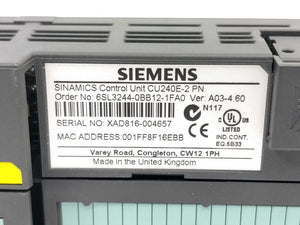 SIEMENS
SINAMICS Control Unit CU240E-2 PN
Order No: 6SL3244-0BB12-1FA0 Ver: A03-4.60
N117
SERIAL NO: XAD816-004657
MAC ADDRESS:001FF8F16EBB
C UL US
LISTED
IND.CONT.
EQ.5B33
Varey Road, Congleton, CW12 1PH
Made in the United Kingdom